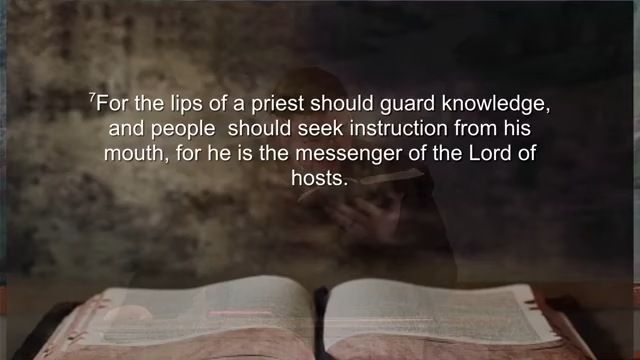 ⁷For the lips of a priest should guard knowledge,
and people  should seek instruction from his
mouth, for he is the messenger of the Lord of
hosts.